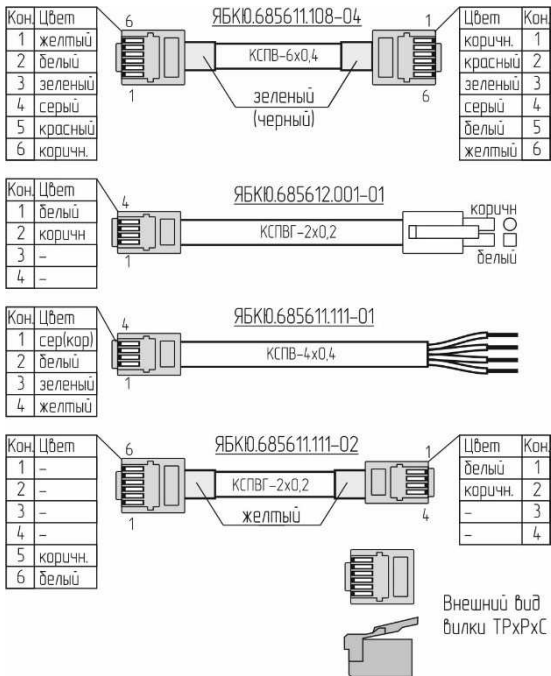 ЯБКЮ.685611.108-04
Кон. Цвет
1 желтый
2 белый
3 зеленый
4 серый
5 красный
6 коричн.
6
1
КСПВ-6х0,4
зеленый
(черный)
1
6
Цвет Кон.
коричн. 1
красный 2
зеленый 3
серый 4
белый 5
желтый 6
ЯБКЮ.685612.001-01
Кон. Цвет
1 белый
2 коричн
3 –
4 –
4
1
КСПВГ-2х0,2
коричн
белый
ЯБКЮ.685611.111-01
Кон. Цвет
1 сер(кор)
2 белый
3 зеленый
4 желтый
4
1
КСПВ-4х0,4
ЯБКЮ.685611.111-02
Кон. Цвет
1 –
2 –
3 –
4 –
5 коричн.
6 белый
6
1
КСПВГ-2х0,2
желтый
1
4
Цвет Кон.
белый 1
коричн. 2
– 3
– 4
Внешний вид
вилки ТРхРхС